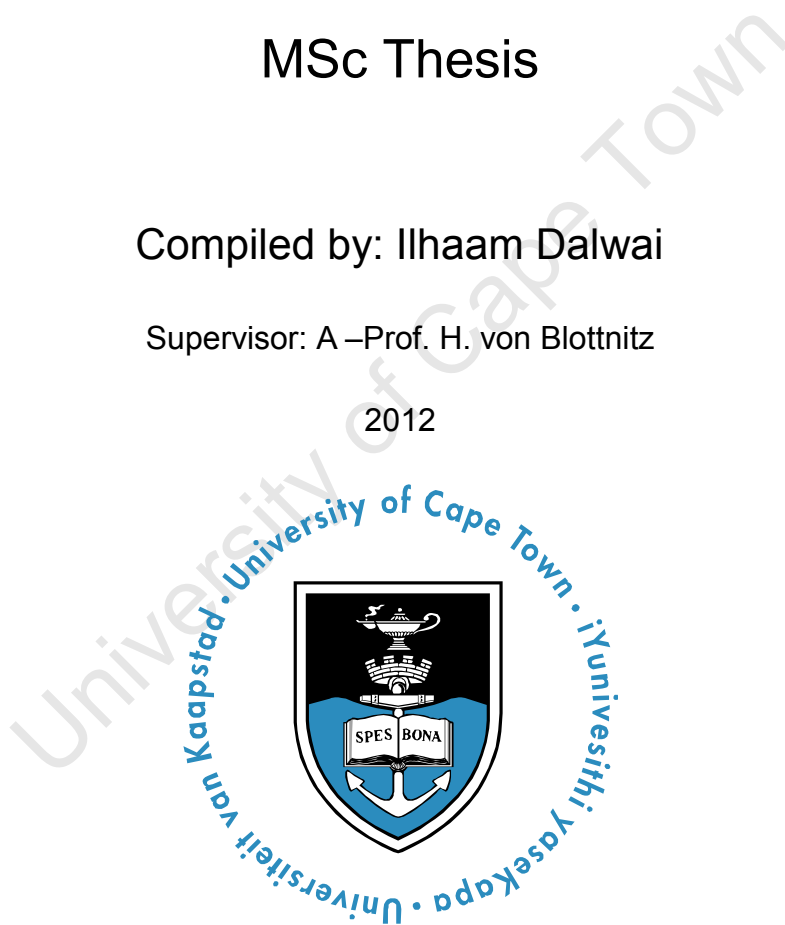 MSc Thesis
Compiled by: Ilhaam Dalwai
Supervisor: A –Prof. H. von Blottnitz
2012
University of Cape Town
University of Cape Town · iYunivesithi yaseKapa · Universiteit van Kaapstad ·
SPES BONA